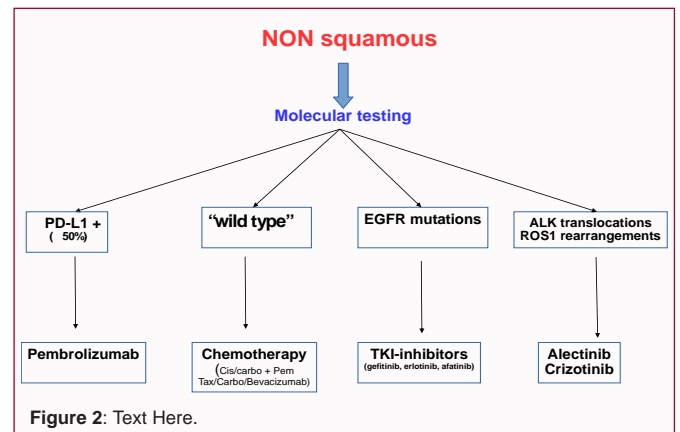 NON squamous
Molecular testing
PD-L1 +
( 50%)
"wild type"
EGFR mutations
ALK translocations
ROS1 rearrangements
Pembrolizumab
Chemotherapy
(Cis/carbo + Pem
Tax/Carbo/Bevacizumab)
TKI-inhibitors
(gefitinib, erlotinib, afatinib)
Alectinib
Crizotinib
Figure 2: Text Here.